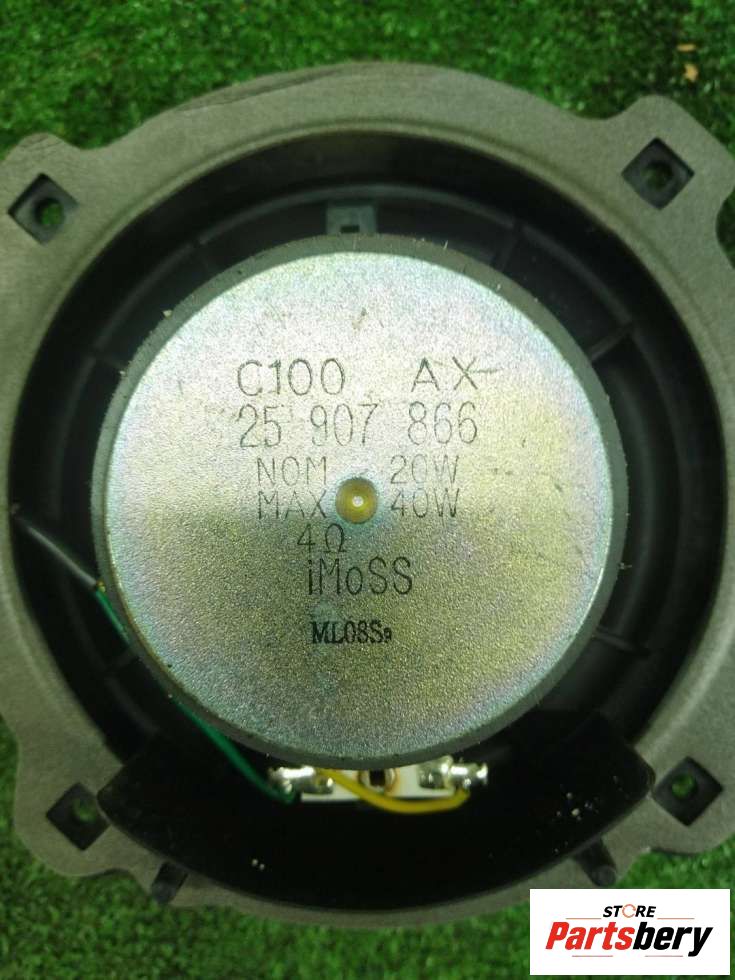 C100 AX
25 907 866
NOM 20W
MAX 40W
4Ω
iMoSS
ML08S9
STORE
Partsbery